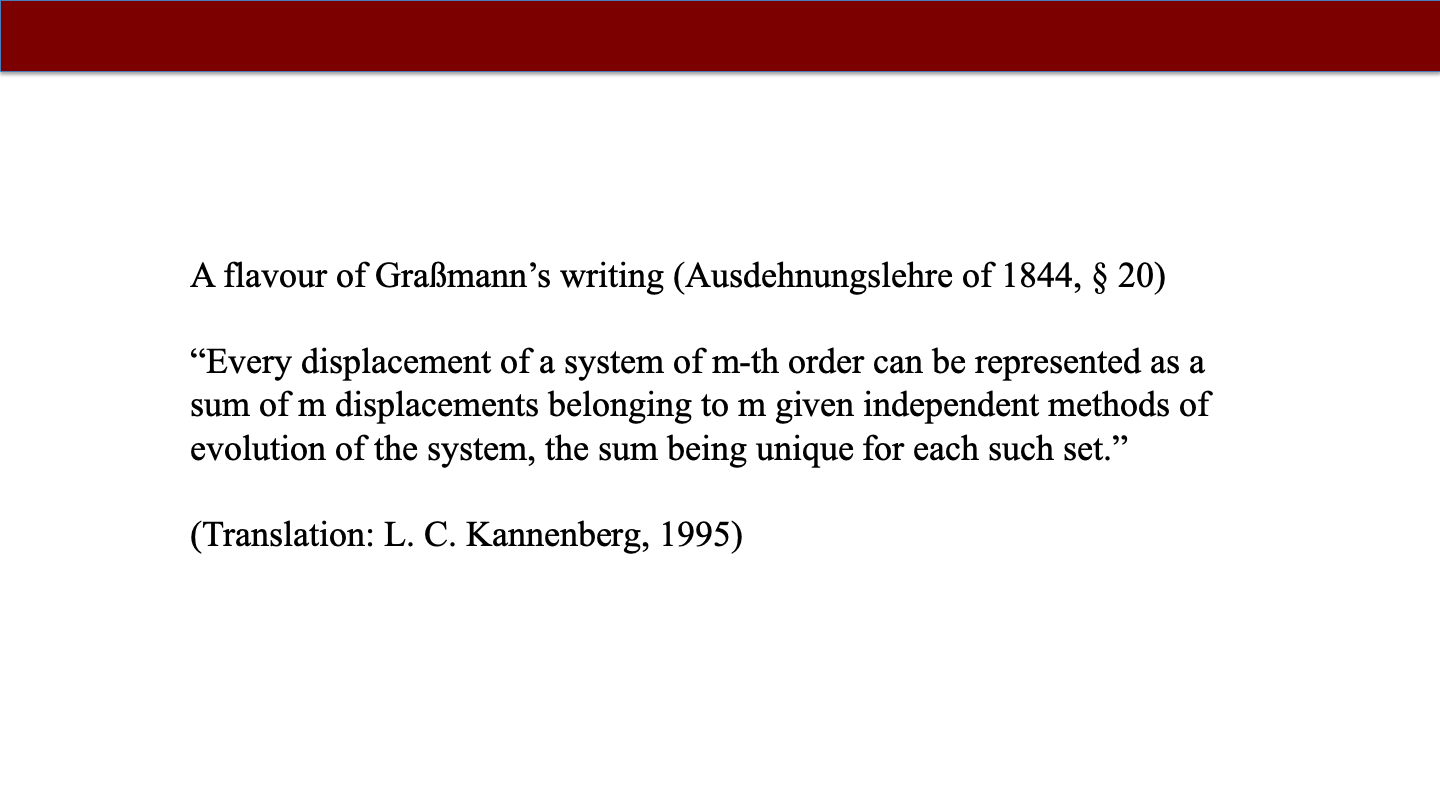 A flavour of Graßmann’s writing (Ausdehnungslehre of 1844, § 20)
“Every displacement of a system of m-th order can be represented as a
sum of m displacements belonging to m given independent methods of
evolution of the system, the sum being unique for each such set.”
(Translation: L. C. Kannenberg, 1995)